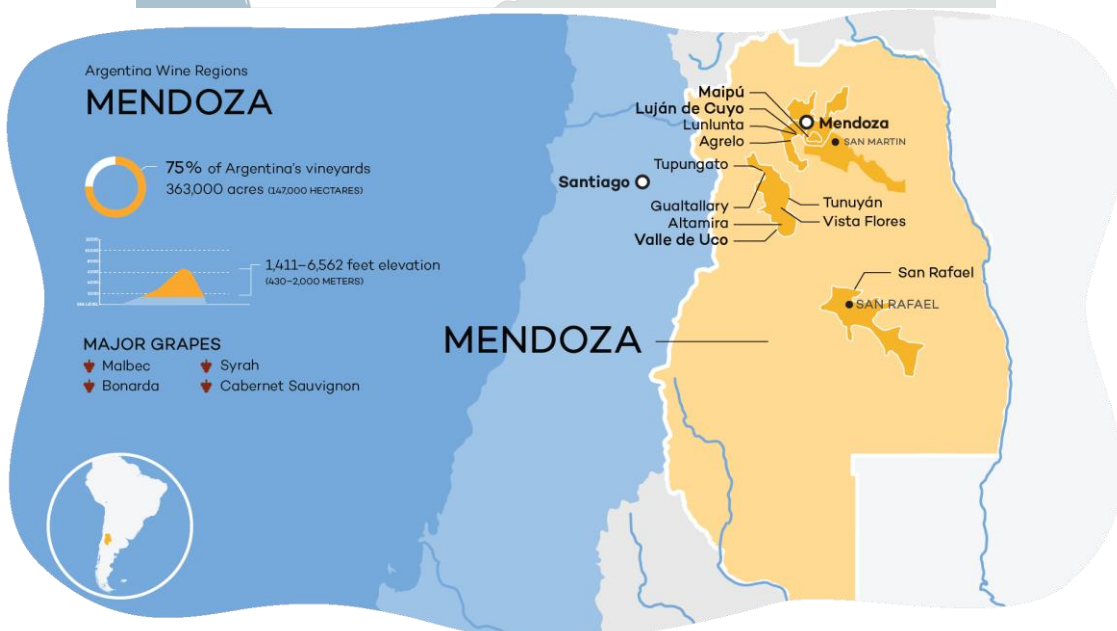 Argentina Wine Regions
MENDOZA
75% of Argentina's vineyards
363,000 acres (147,000 HECTARES)
1,411–6,562 feet elevation
(430–2,000 METERS)
SEA LEVEL
MAJOR GRAPES
Malbec
Syrah
Bonarda
Cabernet Sauvignon
Maipú
Luján de Cuyo
Mendoza
Lunlunta
Agrelo
SAN MARTIN
Tupungato
Santiago
Gualtallary
Tunuyán
Altamira
Vista Flores
Valle de Uco
San Rafael
SAN RAFAEL
MENDOZA